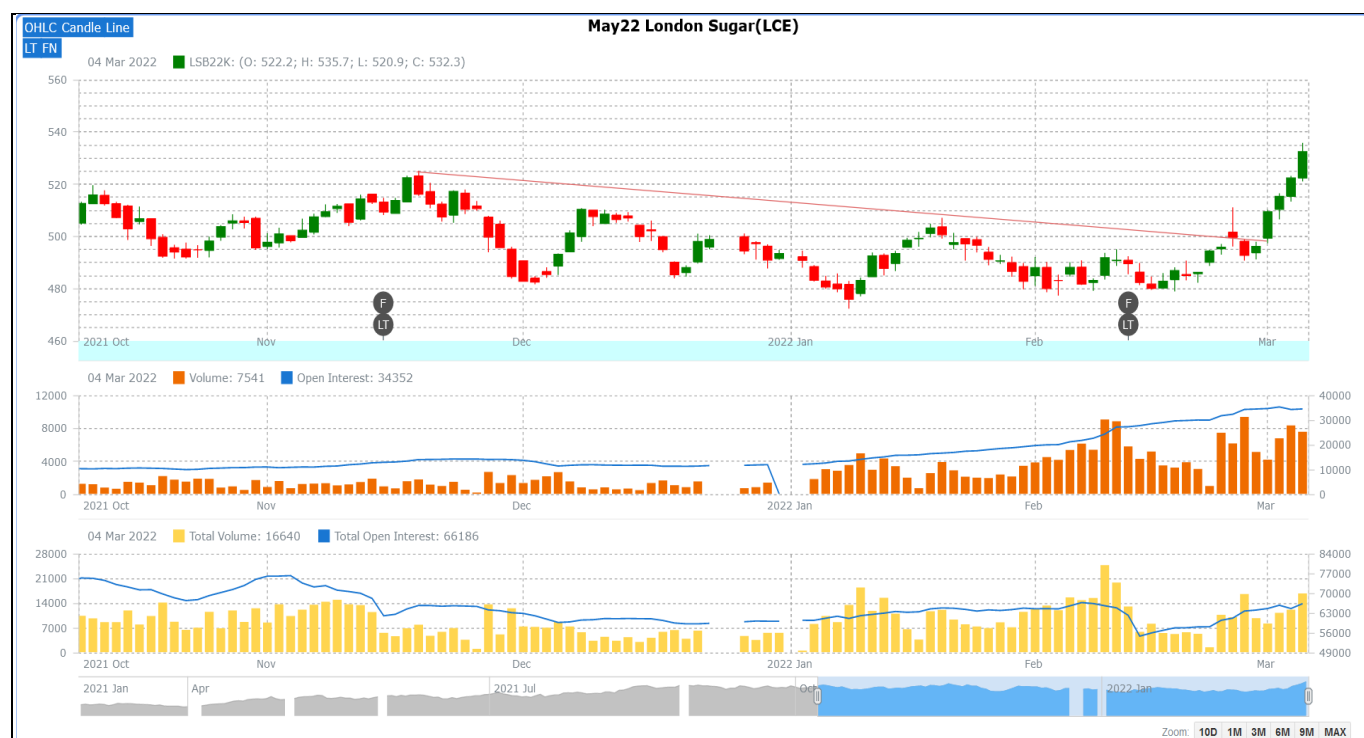 OHLC Candle Line
May22 London Sugar(LCE)
LT FN
04 Mar 2022 LSB22K: (O: 522.2; H: 535.7; L: 520.9; C: 532.3)
560
540
520
500
480
F F
LT LT
460
2021 Oct Nov Dec 2022 Jan Feb Mar
04 Mar 2022 Volume: 7541 Open Interest: 34352
12000 40000
8000 30000
20000
4000 10000
0 0
2021 Oct Nov Dec 2022 Jan Feb Mar
04 Mar 2022 Total Volume: 16640 Total Open Interest: 66186
28000 84000
21000 77000
70000
14000 63000
7000 56000
0 49000
2021 Oct Nov Dec 2022 Jan Feb Mar
2021 Jan Apr 2021 Jul Oct 2022 Jan
Zoom: 10D 1M 3M 6M 9M MAX